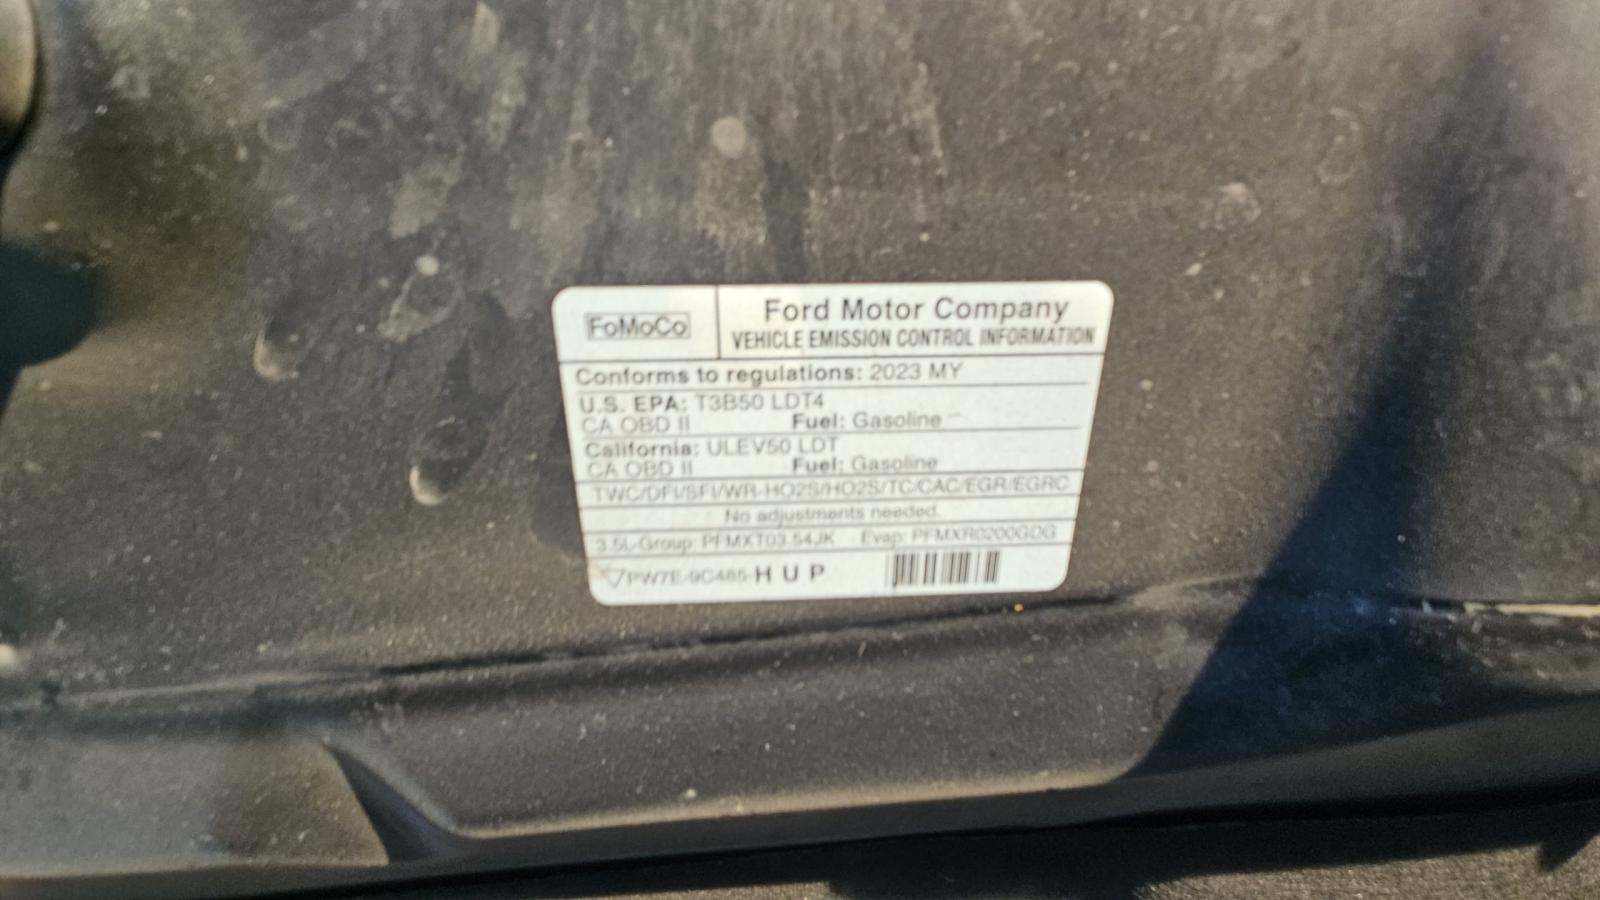 FoMoCo
Ford Motor Company
VEHICLE EMISSION CONTROL INFORMATION
Conforms to regulations: 2023 MY
U.S. EPA: T3B50 LDT4
CA OBD II Fuel: Gasoline
California: ULEV50 LDT
CA OBD II Fuel: Gasoline
TWC/DFI/SFI/WR-HO2S/HO2S/TC/CAC/EGR/EGRC
No adjustments needed.
3.5L-Group: PFMXT03.54JK Evap: PFMXR0200GDG
PW7E-9C485-HUP